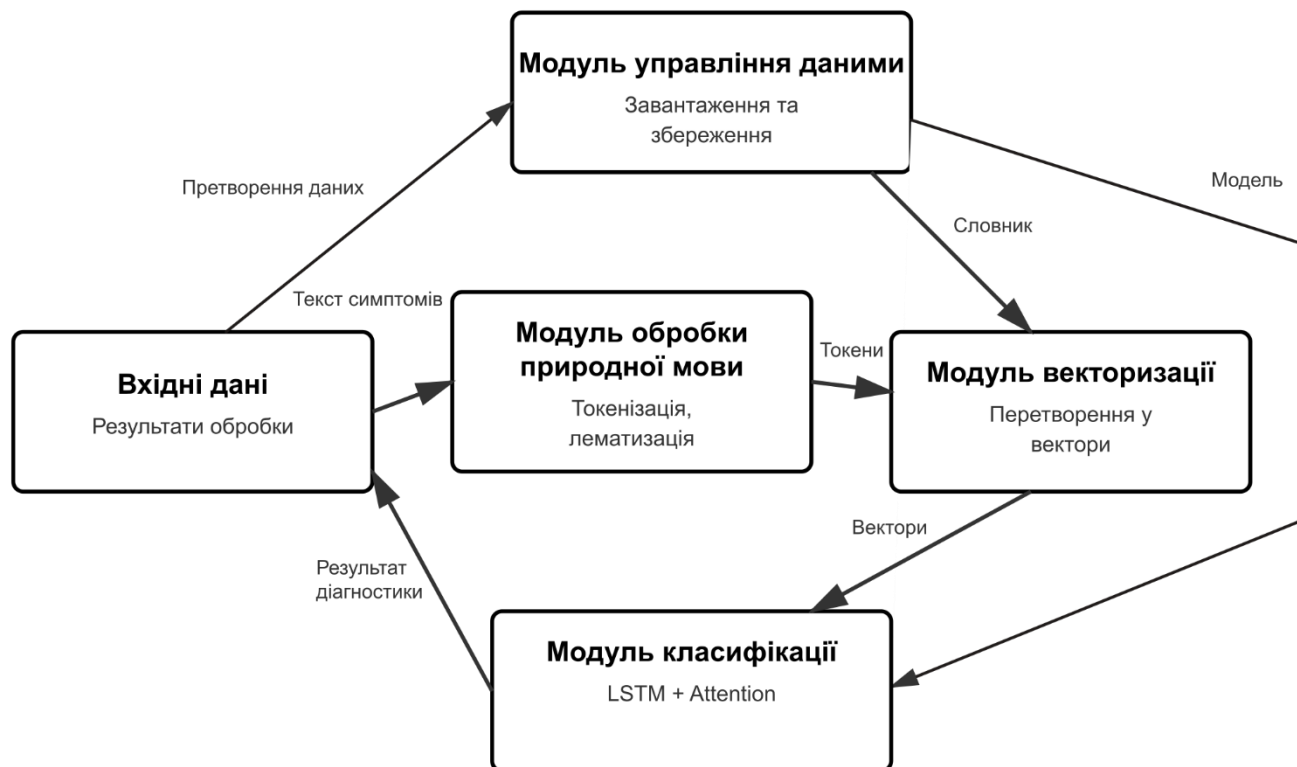 Модуль управління даними
Завантаження та
збереження
Претворення даних
Модель
Словник
Текст симптомів
Модуль обробки
природної мови
Токенізація,
лематизація
Токени
Вхідні дані
Результати обробки
Модуль векторизації
Перетворення у
вектори
Вектори
Результат
діагностики
Модуль класифікації
LSTM + Attention